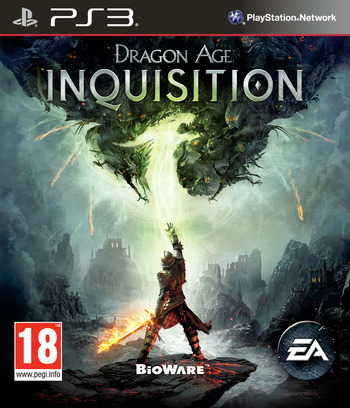 PS3
PlayStation®Network
DRAGON AGE
INQUISITION
18
www.pegi.info
BIOWARE
EA